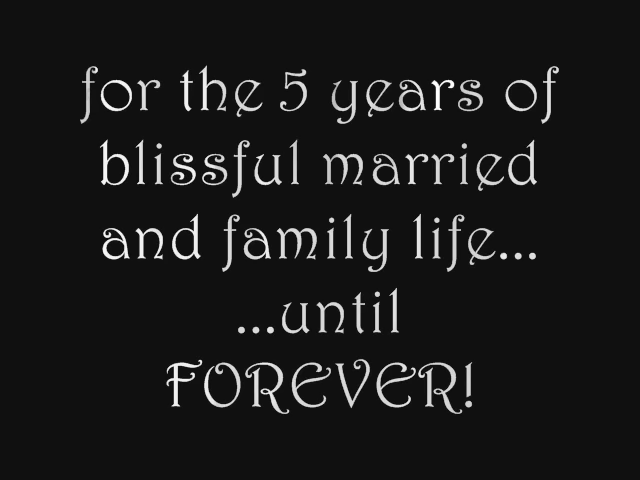 for the 5 years of
blissful married
and family life...
...until
FOREVER!